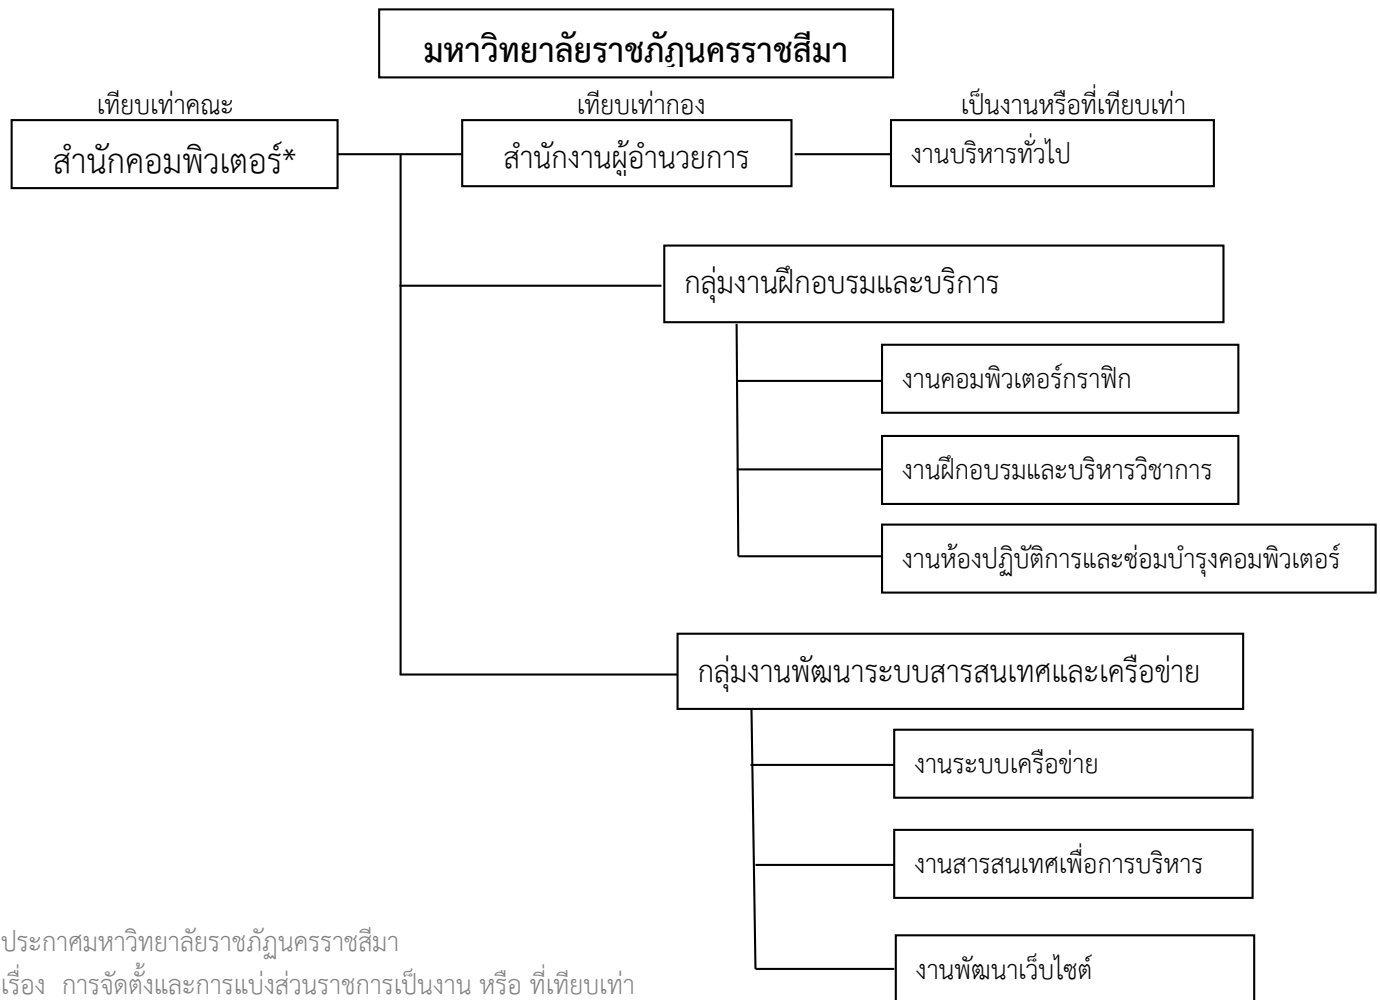 มหาวิทยาลัยราชภัฏนครราชสีมา
เทียบเท่าคณะ
เทียบเท่ากอง
เป็นงานหรือที่เทียบเท่า
สำนักคอมพิวเตอร์*
สำนักงานผู้อำนวยการ
งานบริหารทั่วไป
กลุ่มงานฝึกอบรมและบริการ
งานคอมพิวเตอร์กราฟิก
งานฝึกอบรมและบริหารวิชาการ
งานห้องปฏิบัติการและซ่อมบำรุงคอมพิวเตอร์
กลุ่มงานพัฒนาระบบสารสนเทศและเครือข่าย
งานระบบเครือข่าย
งานสารสนเทศเพื่อการบริหาร
งานพัฒนาเว็บไซต์
ประกาศมหาวิทยาลัยราชภัฏนครราชสีมา
เรื่อง การจัดตั้งและการแบ่งส่วนราชการเป็นงาน หรือ ที่เทียบเท่า